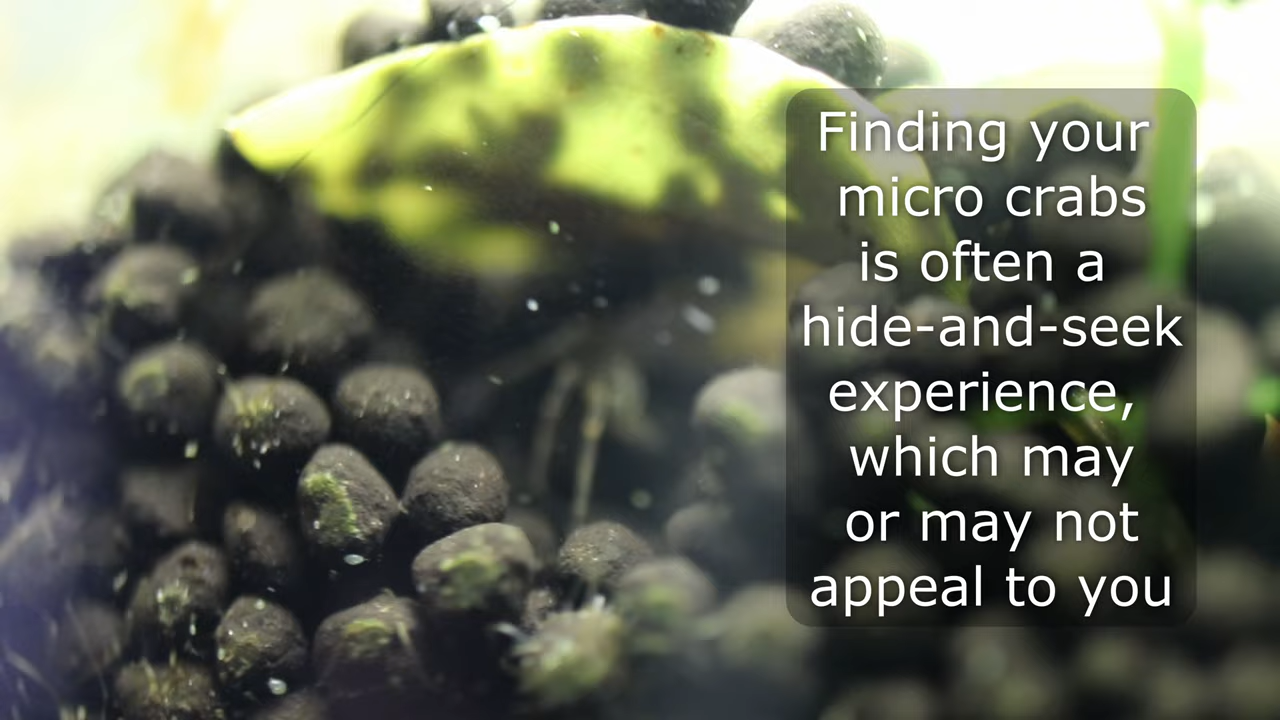 Finding your
micro crabs
is often a
hide-and-seek
experience,
which may
or may not
appeal to you